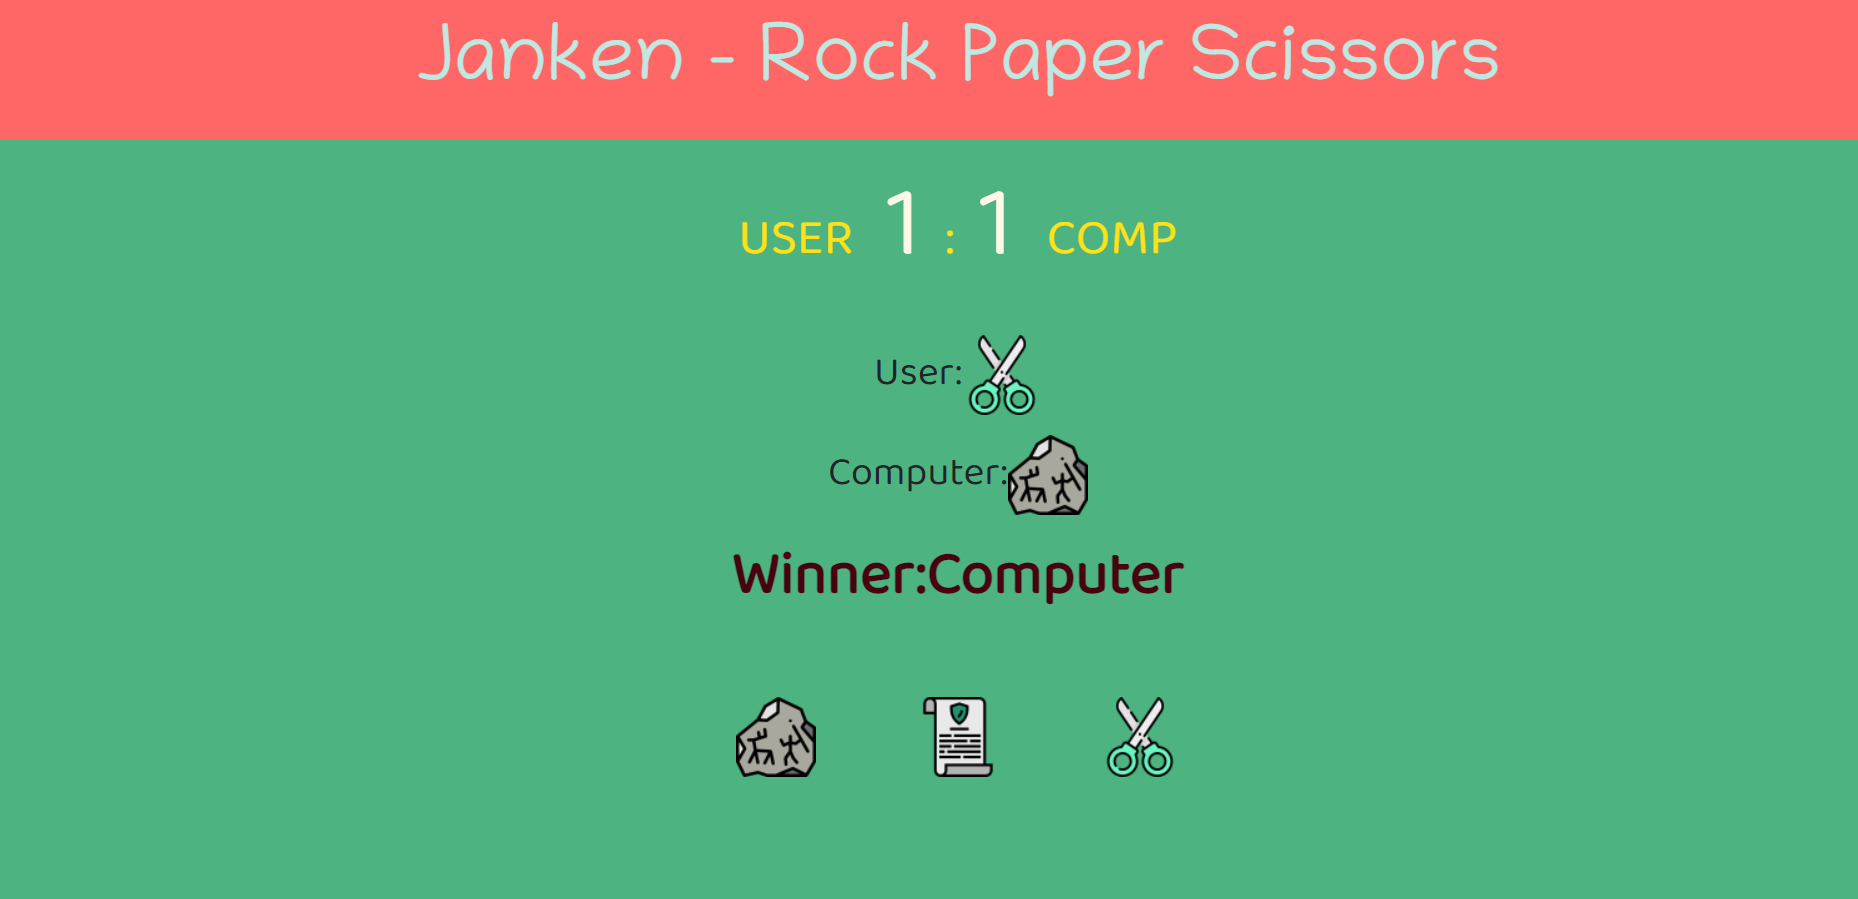 Janken - Rock Paper Scissors
USER 1 : 1 COMP
User:
Computer:
Winner:Computer